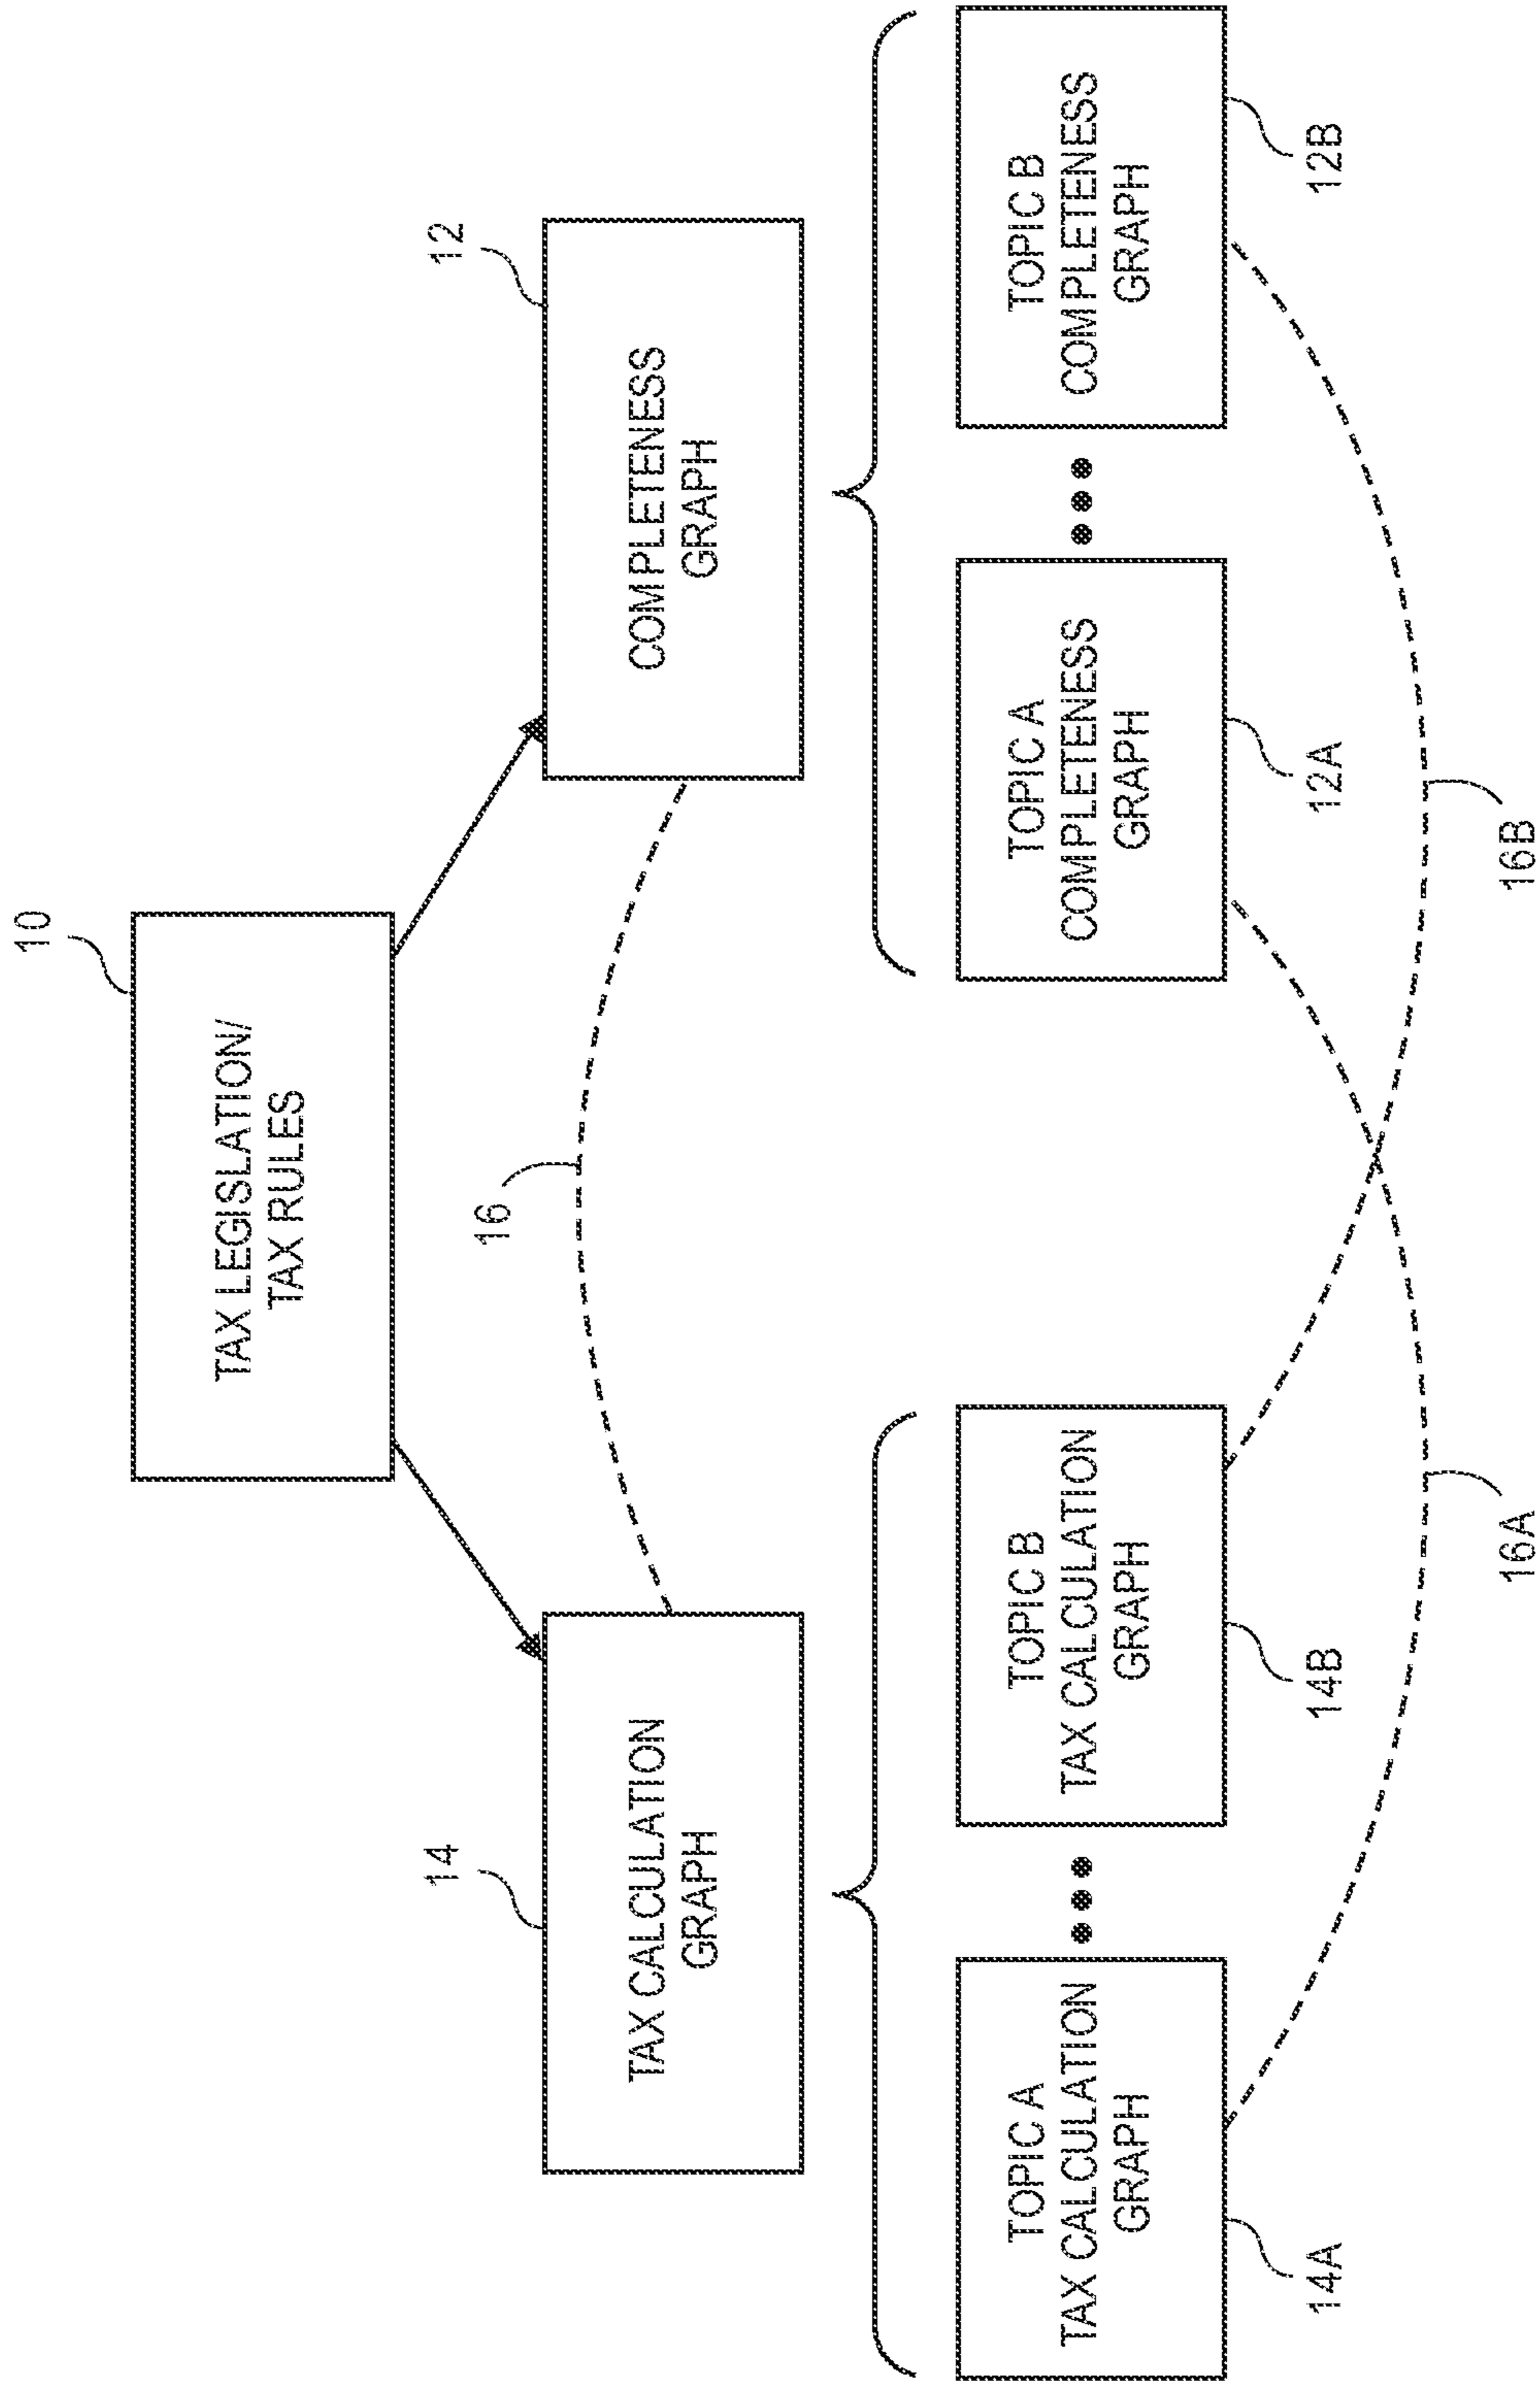 10
TAX LEGISLATION/
TAX RULES
14
TAX CALCULATION
GRAPH
16
12
COMPLETENESS
GRAPH
TOPIC A
TAX CALCULATION
GRAPH
14A
TOPIC B
TAX CALCULATION
GRAPH
14B
TOPIC A
COMPLETENESS
GRAPH
12A
TOPIC B
COMPLETENESS
GRAPH
12B
16A
16B